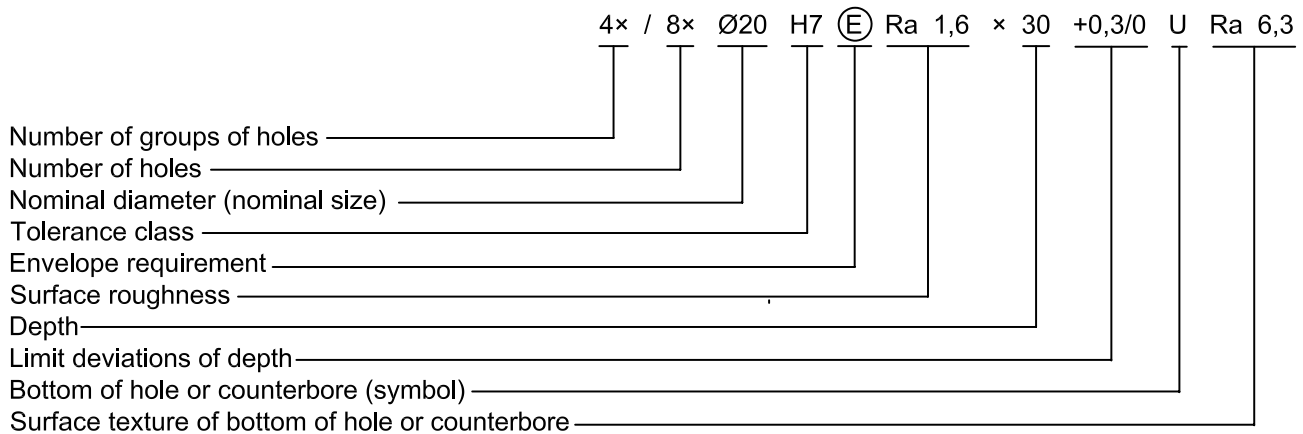 4× / 8× Ø20 H7 Ⓔ Ra 1,6 × 30 +0,3/0 U Ra 6,3
Number of groups of holes
Number of holes
Nominal diameter (nominal size)
Tolerance class
Envelope requirement
Surface roughness
Depth
Limit deviations of depth
Bottom of hole or counterbore (symbol)
Surface texture of bottom of hole or counterbore